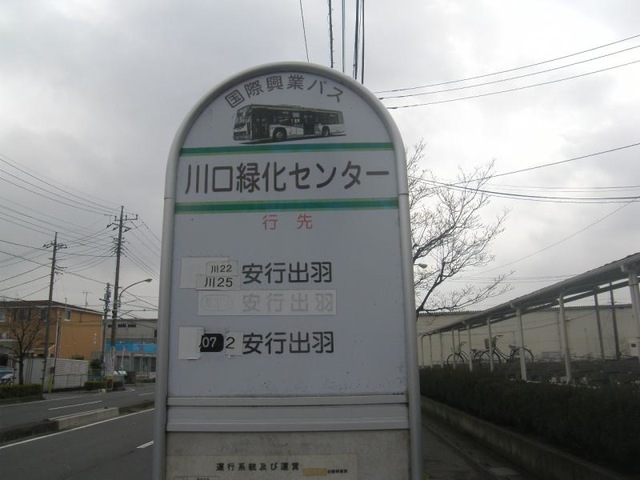 国際興業バス
川口緑化センター
行先
川22
川25 安行出羽
安行出羽
07 2 安行出羽
運行系統及び運賃